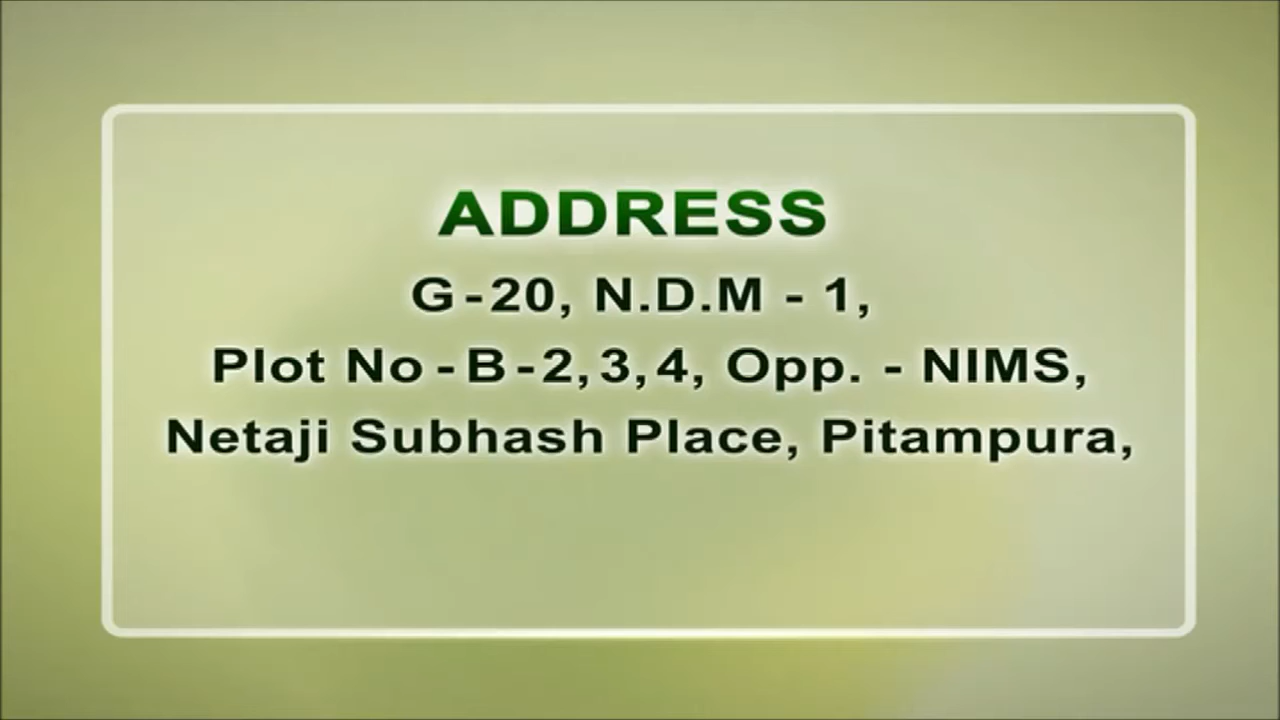 ADDRESS
G-20, N.D.M - 1,
Plot No-B-2,3,4, Opp. - NIMS,
Netaji Subhash Place, Pitampura,